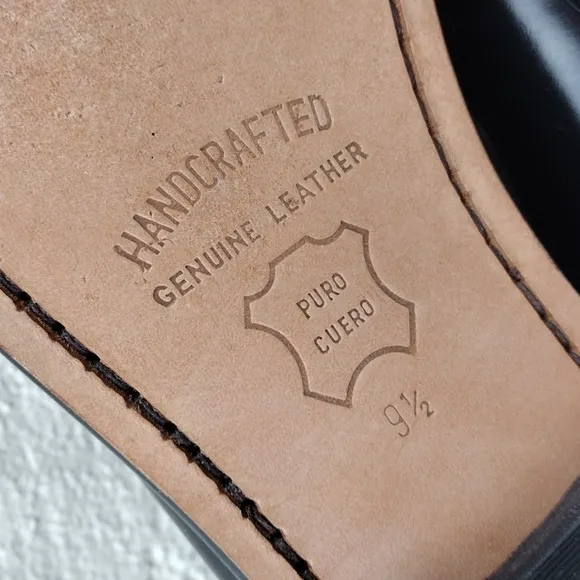 HANDCRAFTED
GENUINE LEATHER
PURO
CUERO
9½